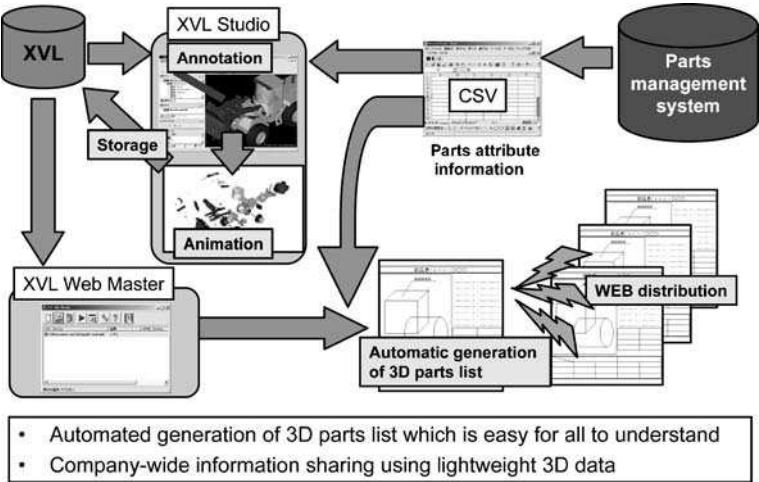 XVL Studio
XVL
Annotation
Storage
Animation
CSV
Parts attribute
information
Parts
management
system
XVL Web Master
Automatic generation
of 3D parts list
WEB distribution
• Automated generation of 3D parts list which is easy for all to understand
• Company-wide information sharing using lightweight 3D data